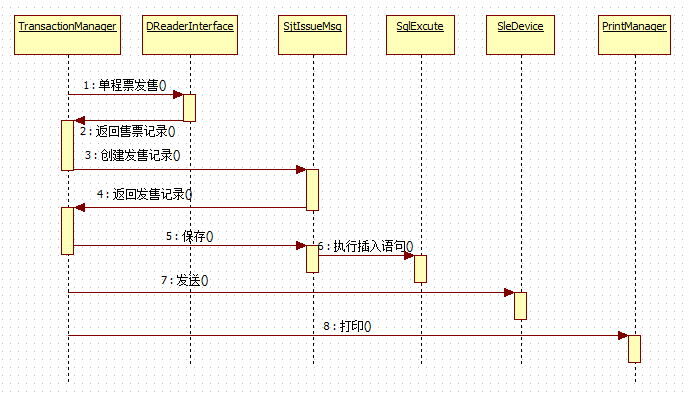 TransactionManager
DReaderInterface
SjtIssueMsg
SqlExcute
SleDevice
PrintManager
1 : 单程票发售()
2 : 返回售票记录()
3 : 创建发售记录()
4 : 返回发售记录()
5 : 保存()
6 : 执行插入语句()
7 : 发送()
8 : 打印()